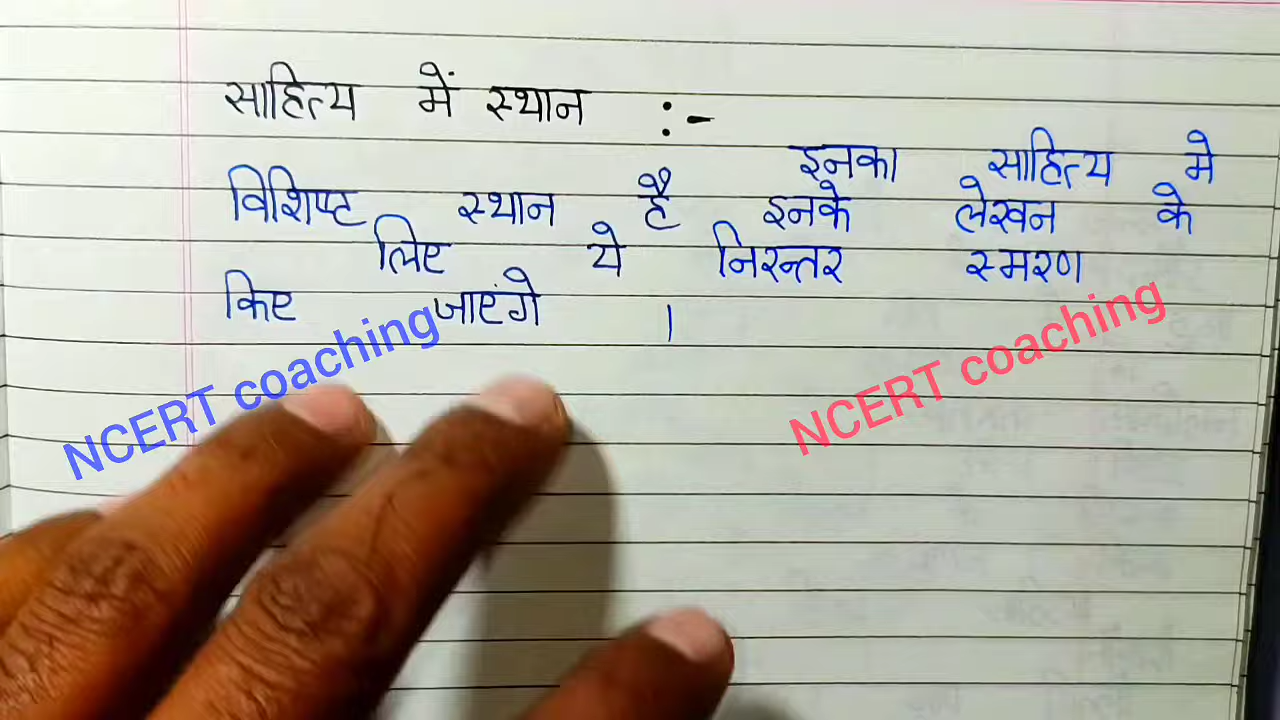 साहित्य में स्थान :-
इनका साहित्य मे
विशिष्ट स्थान है इनके लेखन के
लिए ये निरन्तर स्मरण
किए जाएंगे ।
NCERT coaching
NCERT coaching